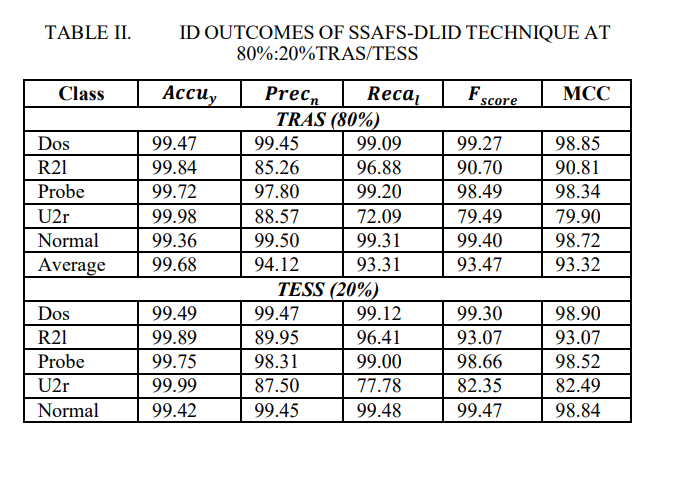 TABLE II. ID OUTCOMES OF SSAFS-DLID TECHNIQUE AT
80%:20%TRAS/TESS
Class Accu_y Prec_n Reca_l F_score MCC
TRAS (80%)
Dos 99.47 99.45 99.09 99.27 98.85
R2l 99.84 85.26 96.88 90.70 90.81
Probe 99.72 97.80 99.20 98.49 98.34
U2r 99.98 88.57 72.09 79.49 79.90
Normal 99.36 99.50 99.31 99.40 98.72
Average 99.68 94.12 93.31 93.47 93.32
TESS (20%)
Dos 99.49 99.47 99.12 99.30 98.90
R2l 99.89 89.95 96.41 93.07 93.07
Probe 99.75 98.31 99.00 98.66 98.52
U2r 99.99 87.50 77.78 82.35 82.49
Normal 99.42 99.45 99.48 99.47 98.84